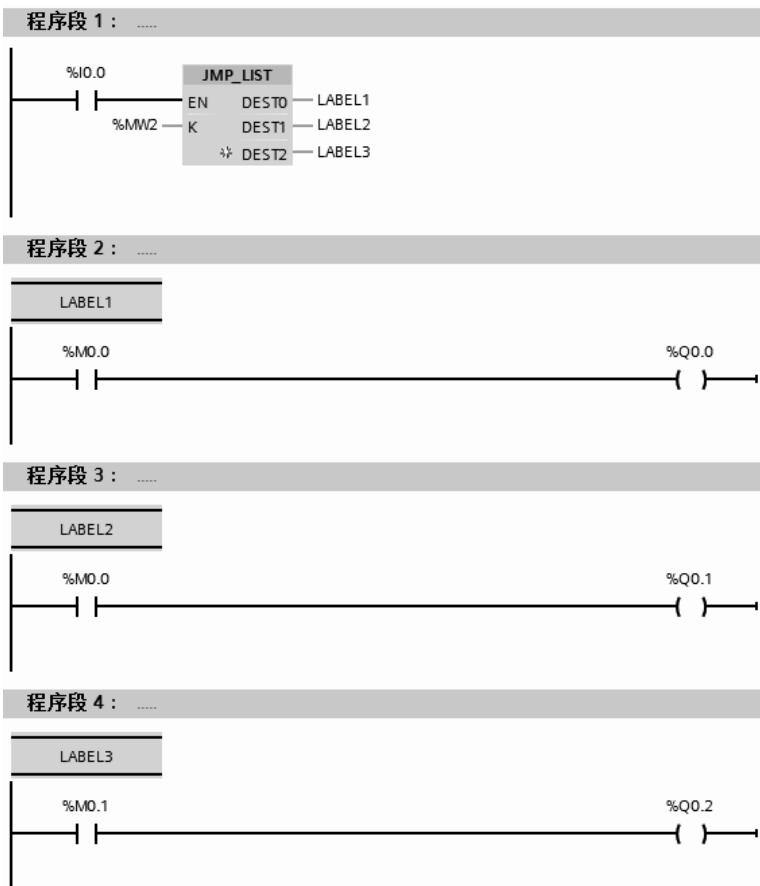 程序段 1： .....
%I0.0
JMP_LIST
EN DEST0 LABEL1
%MW2 K DEST1 LABEL2
DEST2 LABEL3
程序段 2： .....
LABEL1
%M0.0 %Q0.0
程序段 3： .....
LABEL2
%M0.0 %Q0.1
程序段 4： .....
LABEL3
%M0.1 %Q0.2